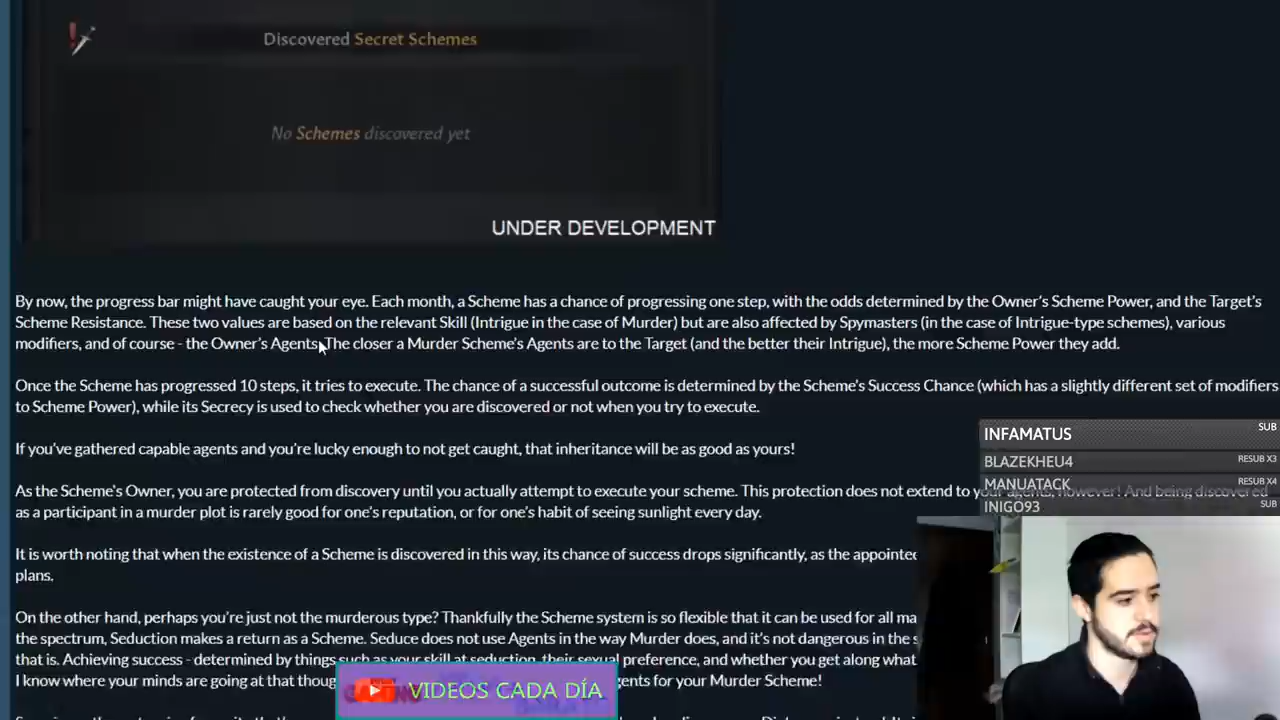 Discovered Secret Schemes
No Schemes discovered yet
UNDER DEVELOPMENT
By now, the progress bar might have caught your eye. Each month, a Scheme has a chance of progressing one step, with the odds determined by the Owner's Scheme Power, and the Target's
Scheme Resistance. These two values are based on the relevant Skill (Intrigue in the case of Murder) but are also affected by Spymasters (in the case of Intrigue-type schemes), various
modifiers, and of course - the Owner's Agents. The closer a Murder Scheme's Agents are to the Target (and the better their Intrigue), the more Scheme Power they add.
Once the Scheme has progressed 10 steps, it tries to execute. The chance of a successful outcome is determined by the Scheme's Success Chance (which has a slightly different set of modifiers
to Scheme Power), while its Secrecy is used to check whether you are discovered or not when you try to execute.
If you've gathered capable agents and you're lucky enough to not get caught, that inheritance will be as good as yours!
As the Scheme's Owner, you are protected from discovery until you actually attempt to execute your scheme. This protection does not extend to your agents, however! And being discovered
as a participant in a murder plot is rarely good for one's reputation, or for one's habit of seeing sunlight every day.
It is worth noting that when the existence of a Scheme is discovered in this way, its chance of success drops significantly, as the appointed
plans.
On the other hand, perhaps you're just not the murderous type? Thankfully the Scheme system is so flexible that it can be used for all
the spectrum, Seduction makes a return as a Scheme. Seduce does not use Agents in the way Murder does, and it's not dangerous in the
that is. Achieving success - determined by things such as your skill at seduction, their sexual preference, and whether you get along
I know where your minds are going at that for your Murder Scheme!
INFAMATUS SUB
BLAZEKHEU4 RESUB X3
MANUATACK RESUB X4
INIGO93 SUB
VIDEOS CADA DÍA